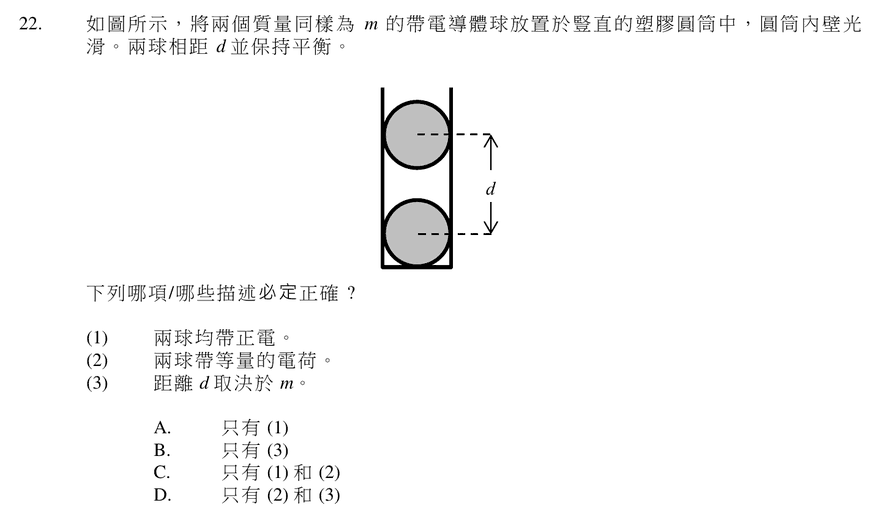 22. 如圖所示，將兩個質量同樣為 m 的帶電導體球放置於豎直的塑膠圓筒中，圓筒內壁光
滑。兩球相距 d 並保持平衡。
d
下列哪項/哪些描述必定正確？
(1) 兩球均帶正電。
(2) 兩球帶等量的電荷。
(3) 距離 d 取決於 m。
A. 只有 (1)
B. 只有 (3)
C. 只有 (1) 和 (2)
D. 只有 (2) 和 (3)